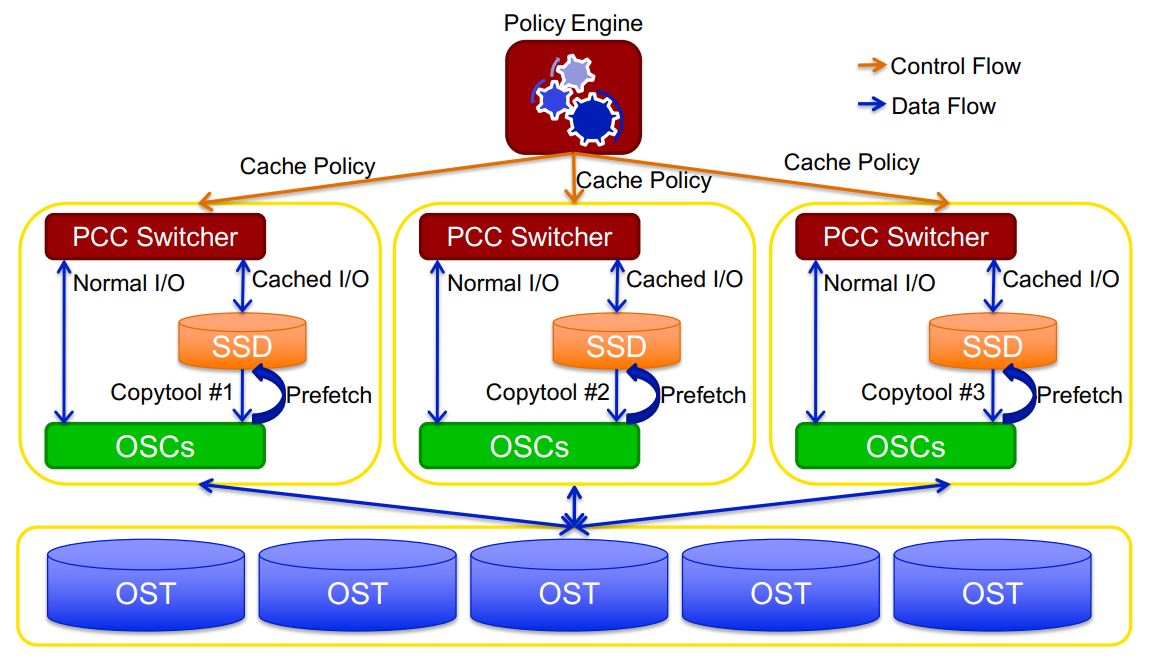 Policy Engine
Control Flow
Data Flow
Cache Policy
Cache Policy
Cache Policy
PCC Switcher
Normal I/O
Cached I/O
SSD
Copytool #1
Prefetch
OSCs
PCC Switcher
Normal I/O
Cached I/O
SSD
Copytool #2
Prefetch
OSCs
PCC Switcher
Normal I/O
Cached I/O
SSD
Copytool #3
Prefetch
OSCs
OST
OST
OST
OST
OST